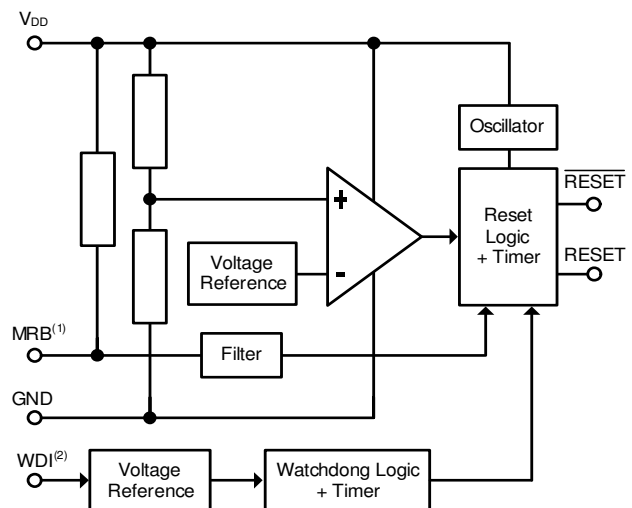 VDD
Oscillator
RESET
+
Reset
Logic
+ Timer
Voltage
Reference
-
RESET
MRB(1)
Filter
GND
WDI(2)
Voltage
Reference
Watchdong Logic
+ Timer